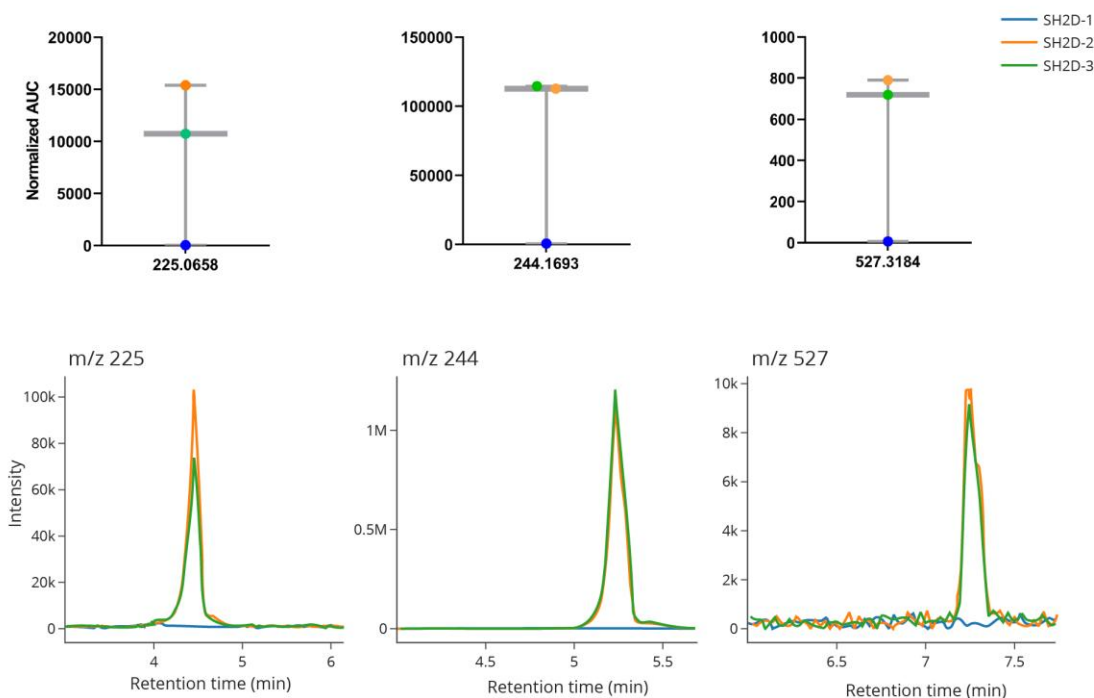 SH2D-1
SH2D-2
SH2D-3
Normalized AUC
20000
15000
10000
5000
0
225.0658
150000
100000
50000
0
244.1693
1000
800
600
400
200
0
527.3184
m/z 225
Intensity
100k
80k
60k
40k
20k
0
4 5 6
Retention time (min)
m/z 244
1M
0.5M
0
4.5 5 5.5
Retention time (min)
m/z 527
10k
8k
6k
4k
2k
0
6.5 7 7.5
Retention time (min)